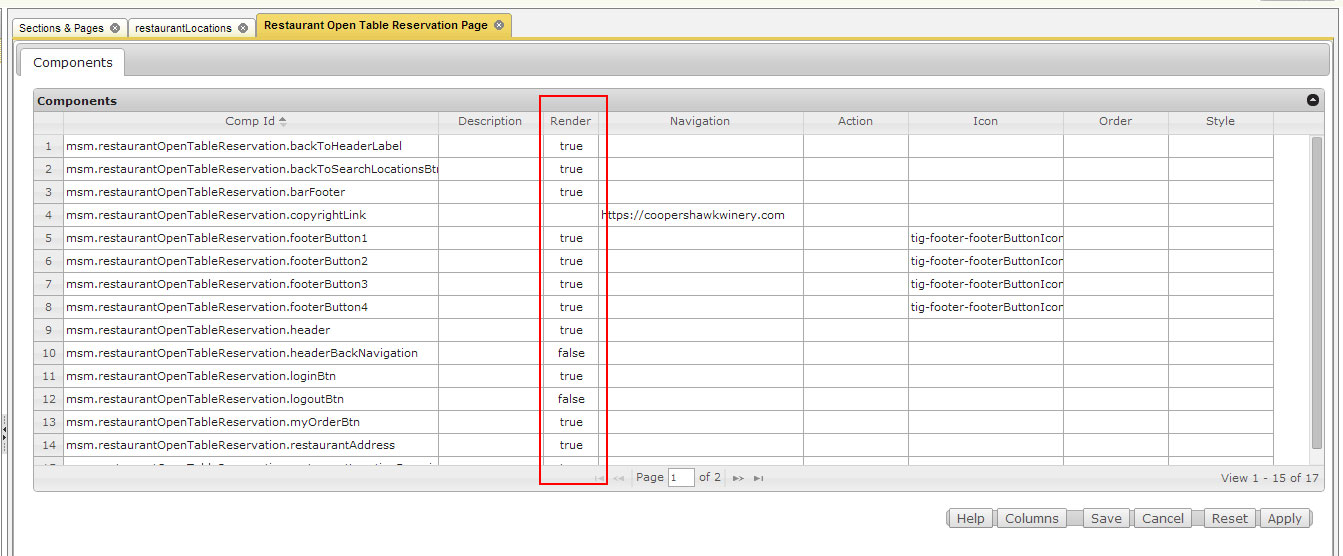 Sections & Pages restaurantLocations Restaurant Open Table Reservation Page
Components
Components
Comp Id Description Render Navigation Action Icon Order Style
1 msm.restaurantOpenTableReservation.backToHeaderLabel true
2 msm.restaurantOpenTableReservation.backToSearchLocationsBt true
3 msm.restaurantOpenTableReservation.barFooter true
4 msm.restaurantOpenTableReservation.copyrightLink https://coopershawkwinery.com
5 msm.restaurantOpenTableReservation.footerButton1 true tig-footer-footerButtonIcon
6 msm.restaurantOpenTableReservation.footerButton2 true tig-footer-footerButtonIcon
7 msm.restaurantOpenTableReservation.footerButton3 true tig-footer-footerButtonIcon
8 msm.restaurantOpenTableReservation.footerButton4 true tig-footer-footerButtonIcon
9 msm.restaurantOpenTableReservation.header true
10 msm.restaurantOpenTableReservation.headerBackNavigation false
11 msm.restaurantOpenTableReservation.loginBtn true
12 msm.restaurantOpenTableReservation.logoutBtn false
13 msm.restaurantOpenTableReservation.myOrderBtn true
14 msm.restaurantOpenTableReservation.restaurantAddress true
Page 1 of 2 View 1 - 15 of 17
Help Columns Save Cancel Reset Apply